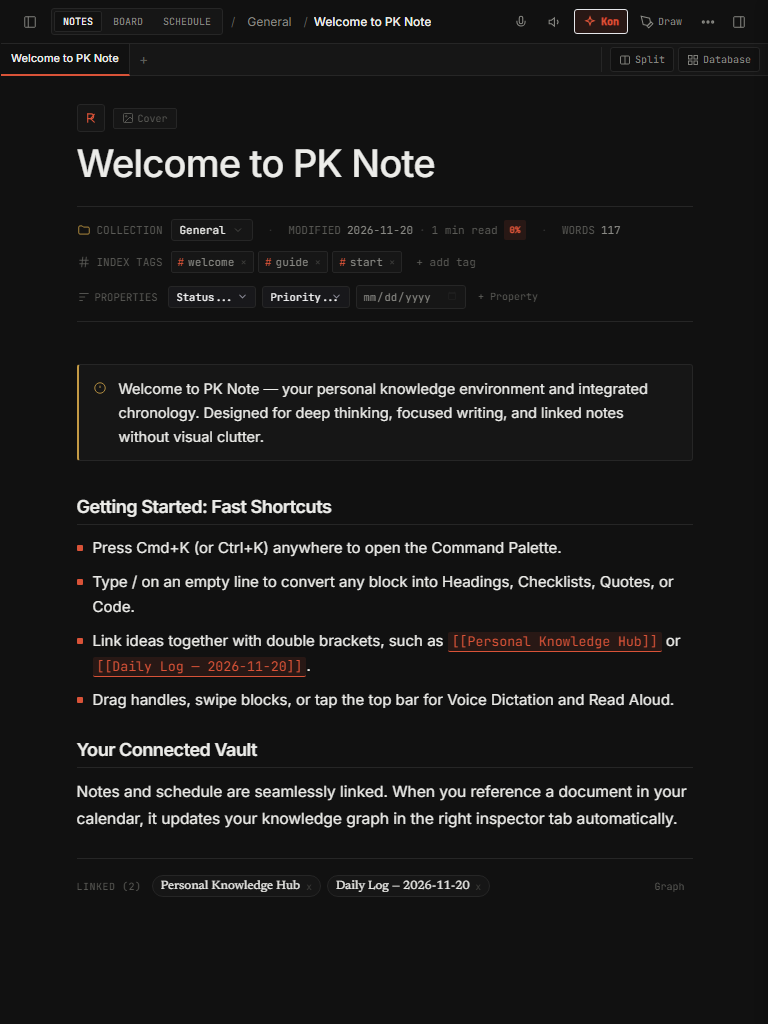 NOTES BOARD SCHEDULE / General / Welcome to PK Note Kon Draw
Welcome to PK Note + Split Database
Cover
Welcome to PK Note
COLLECTION General · MODIFIED 2026-11-20 · 1 min read 0% · WORDS 117
# INDEX TAGS # welcome × # guide × # start × + add tag
PROPERTIES Status... Priority... mm/dd/yyyy + Property
Welcome to PK Note — your personal knowledge environment and integrated
chronology. Designed for deep thinking, focused writing, and linked notes
without visual clutter.
Getting Started: Fast Shortcuts
Press Cmd+K (or Ctrl+K) anywhere to open the Command Palette.
Type / on an empty line to convert any block into Headings, Checklists, Quotes, or
Code.
Link ideas together with double brackets, such as [[Personal Knowledge Hub]] or
[[Daily Log — 2026-11-20]].
Drag handles, swipe blocks, or tap the top bar for Voice Dictation and Read Aloud.
Your Connected Vault
Notes and schedule are seamlessly linked. When you reference a document in your
calendar, it updates your knowledge graph in the right inspector tab automatically.
LINKED (2) Personal Knowledge Hub x Daily Log — 2026-11-20 x Graph